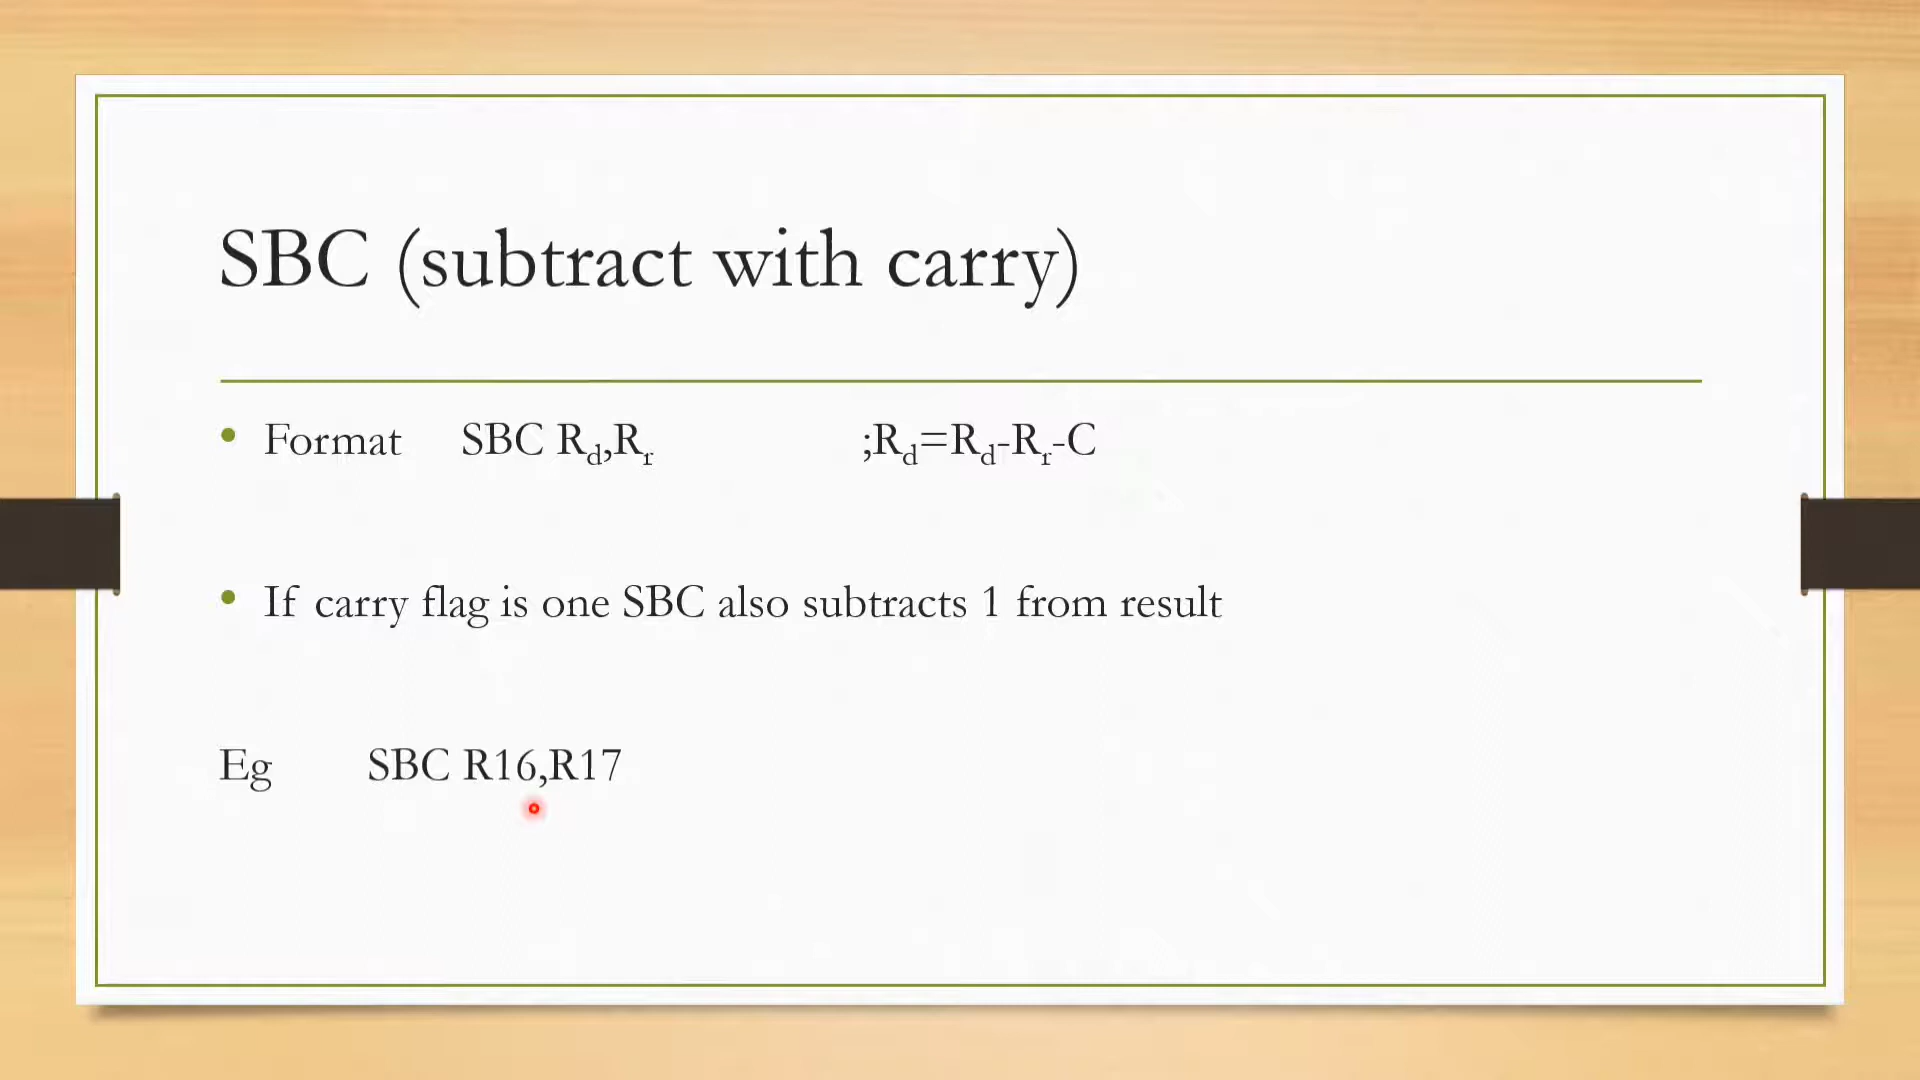 SBC (subtract with carry)
• Format SBC Rd,Rr ;Rd=Rd-Rr-C
• If carry flag is one SBC also subtracts 1 from result
Eg SBC R16,R17